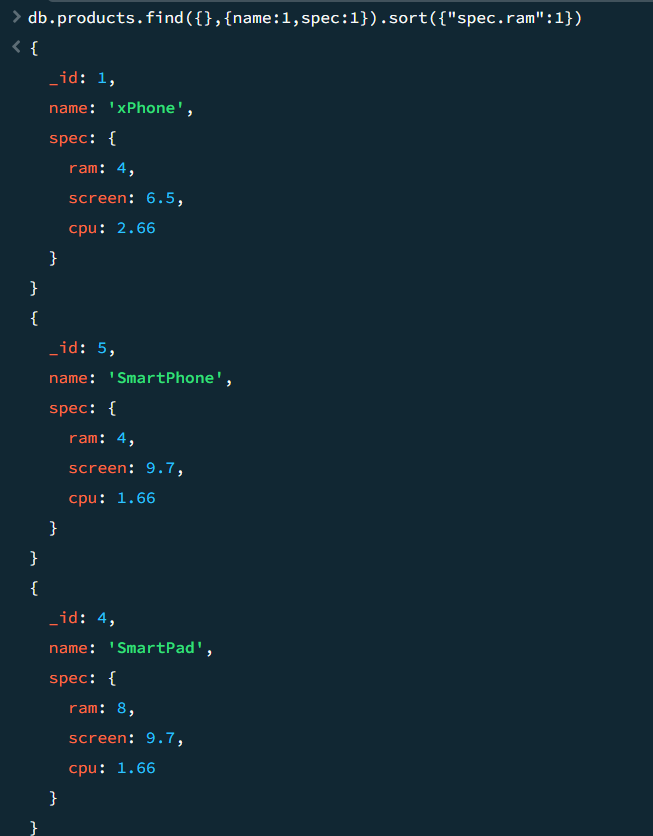 > db.products.find({},{name:1,spec:1}).sort({"spec.ram":1})
< {
    _id: 1,
    name: 'xPhone',
    spec: {
      ram: 4,
      screen: 6.5,
      cpu: 2.66
    }
  }
  {
    _id: 5,
    name: 'SmartPhone',
    spec: {
      ram: 4,
      screen: 9.7,
      cpu: 1.66
    }
  }
  {
    _id: 4,
    name: 'SmartPad',
    spec: {
      ram: 8,
      screen: 9.7,
      cpu: 1.66
    }
  }